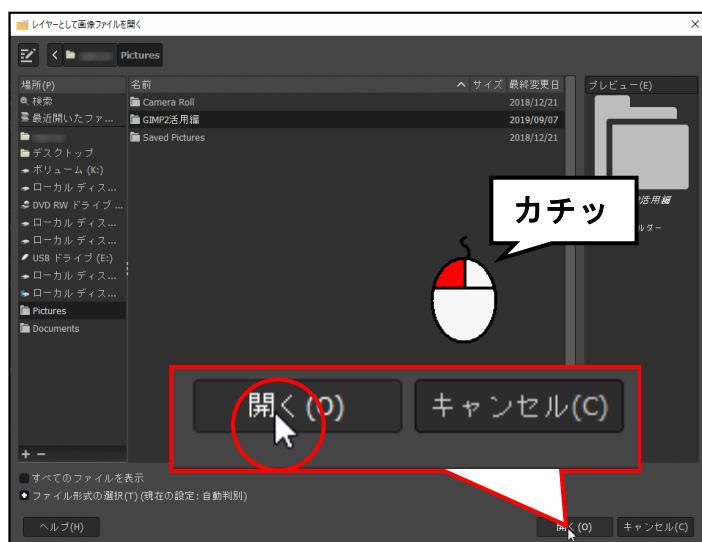 レイヤーとして画像ファイルを開く
Pictures
場所(P)
検索
最近開いたファ...
デスクトップ
ボリューム (K:)
ローカル ディス...
DVD RW ドライブ ...
ローカル ディス...
ローカル ディス...
USB ドライブ (E:)
ローカル ディス...
ローカル ディス...
Pictures
Documents
名前 サイズ 最終変更日
Camera Roll 2018/12/21
GIMP2活用編 2019/09/07
Saved Pictures 2018/12/21
プレビュー(E)
活用編
ルダー
カチッ
開く(O) キャンセル(C)
すべてのファイルを表示
ファイル形式の選択(T) (現在の設定: 自動判別)
ヘルプ(H)
開く(O) キャンセル(C)